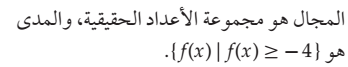 المجال هو مجموعة الأعداد الحقيقية، والمدى
هو {f(x) | f(x) ≥ −4}.